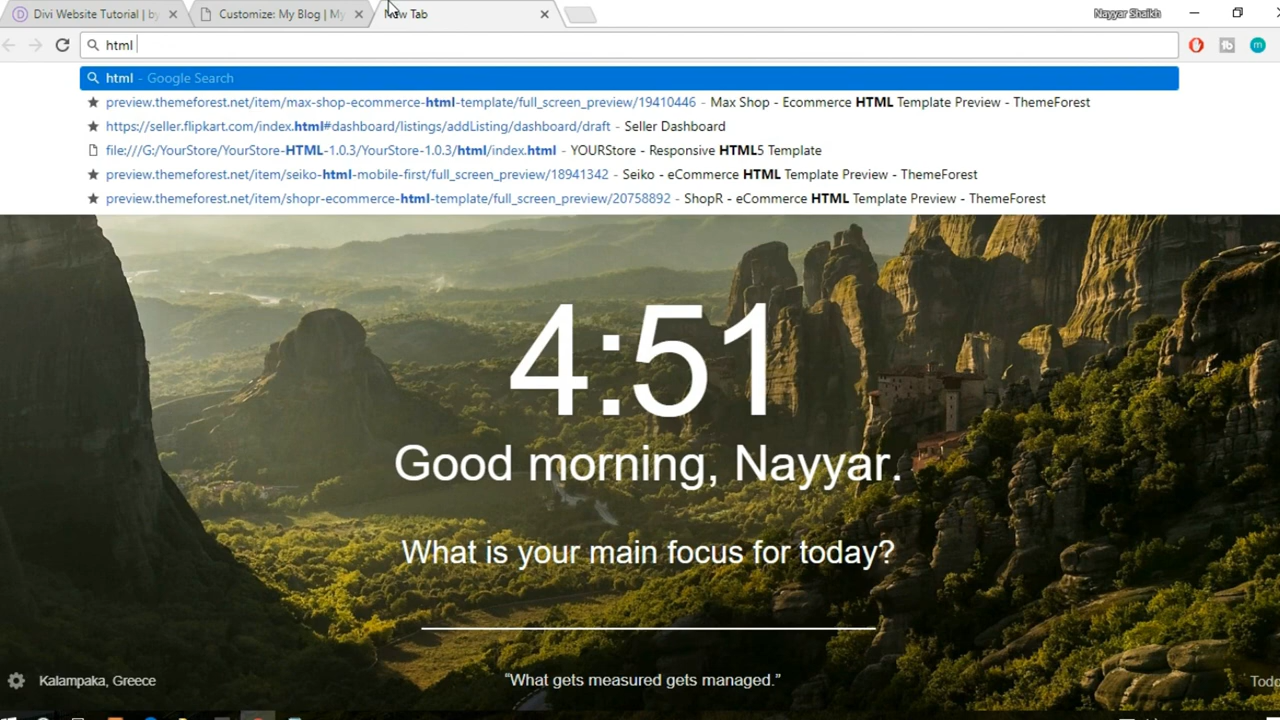 Divi Website Tutorial | by
Customize: My Blog | My
New Tab
Nayyar Shaikh
html
html - Google Search
preview.themeforest.net/item/max-shop-ecommerce-html-template/full_screen_preview/19410446 - Max Shop - Ecommerce HTML Template Preview - ThemeForest
https://seller.flipkart.com/index.html#dashboard/listings/addListing/dashboard/draft - Seller Dashboard
file:///G:/YourStore/YourStore-HTML-1.0.3/YourStore-1.0.3/html/index.html - YOURStore - Responsive HTML5 Template
preview.themeforest.net/item/seiko-html-mobile-first/full_screen_preview/18941342 - Seiko - eCommerce HTML Template Preview - ThemeForest
preview.themeforest.net/item/shopr-ecommerce-html-template/full_screen_preview/20758892 - ShopR - eCommerce HTML Template Preview - ThemeForest
4:51
Good morning, Nayyar.
What is your main focus for today?
Kalampaka, Greece
“What gets measured gets managed.”
Todo